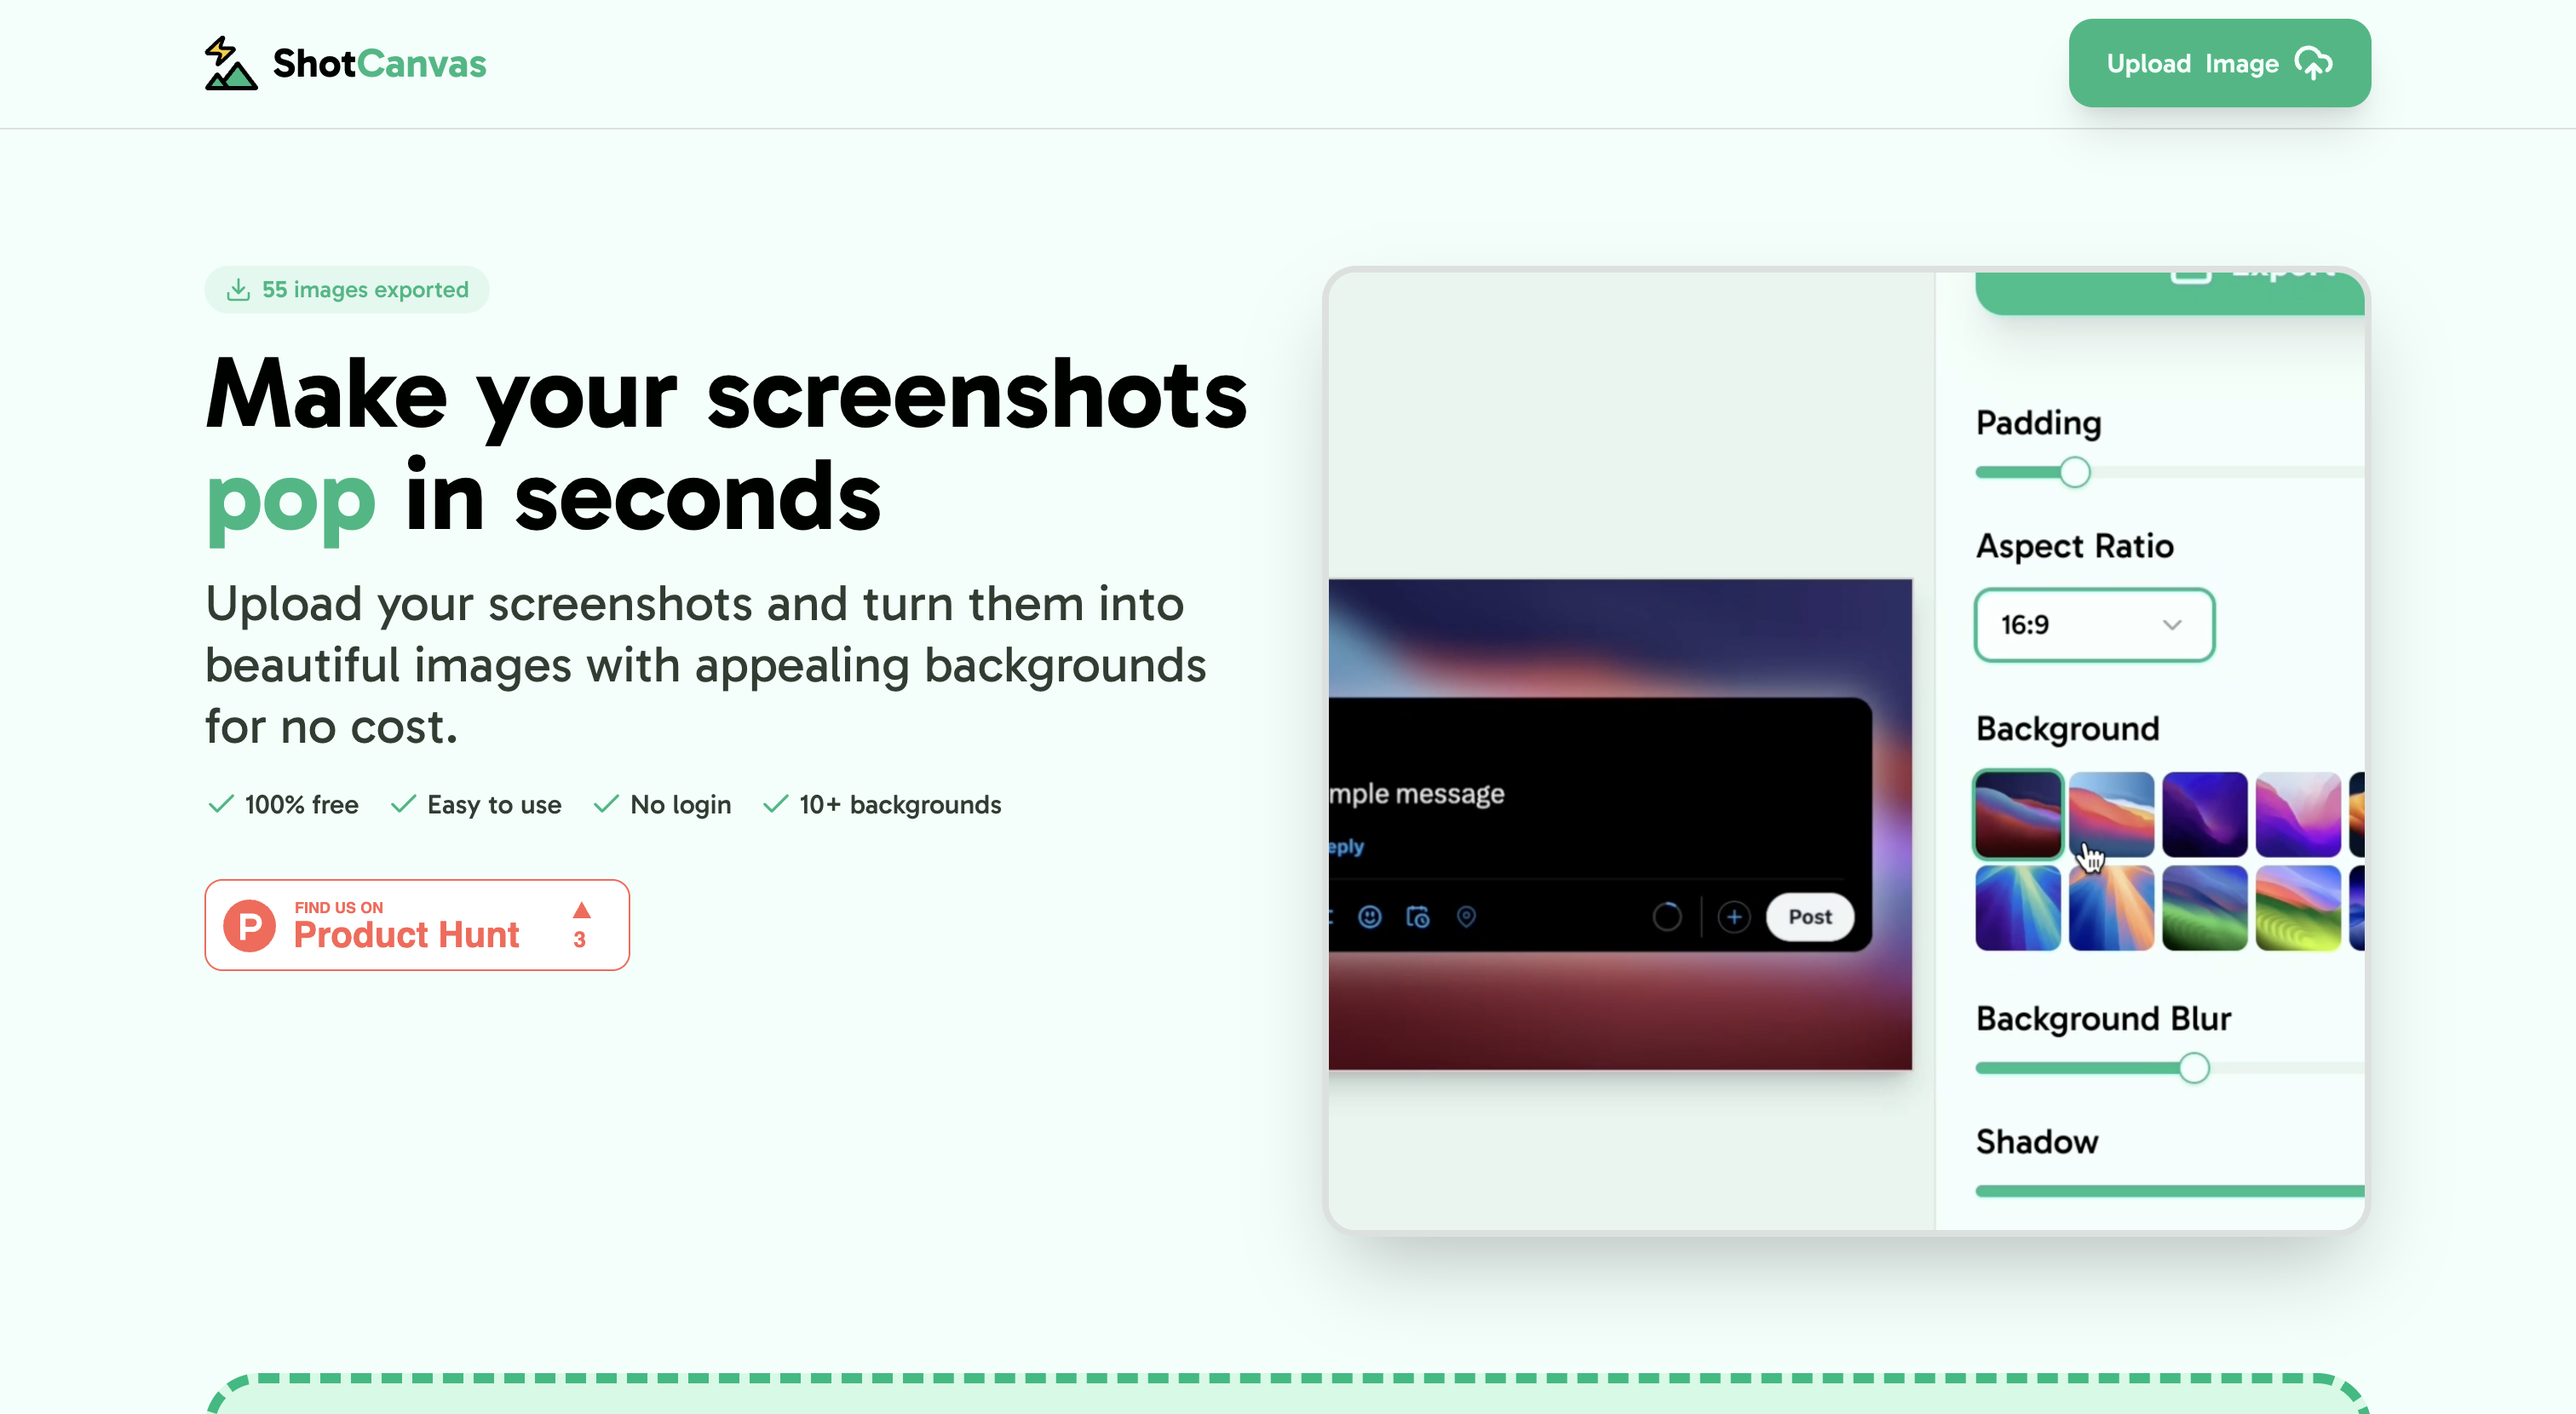 ShotCanvas
Upload Image
55 images exported
Make your screenshots
pop in seconds
Upload your screenshots and turn them into
beautiful images with appealing backgrounds
for no cost.
100% free
Easy to use
No login
10+ backgrounds
P
FIND US ON
Product Hunt
3
Export
Padding
Aspect Ratio
16:9
Background
mple message
eply
Post
Background Blur
Shadow